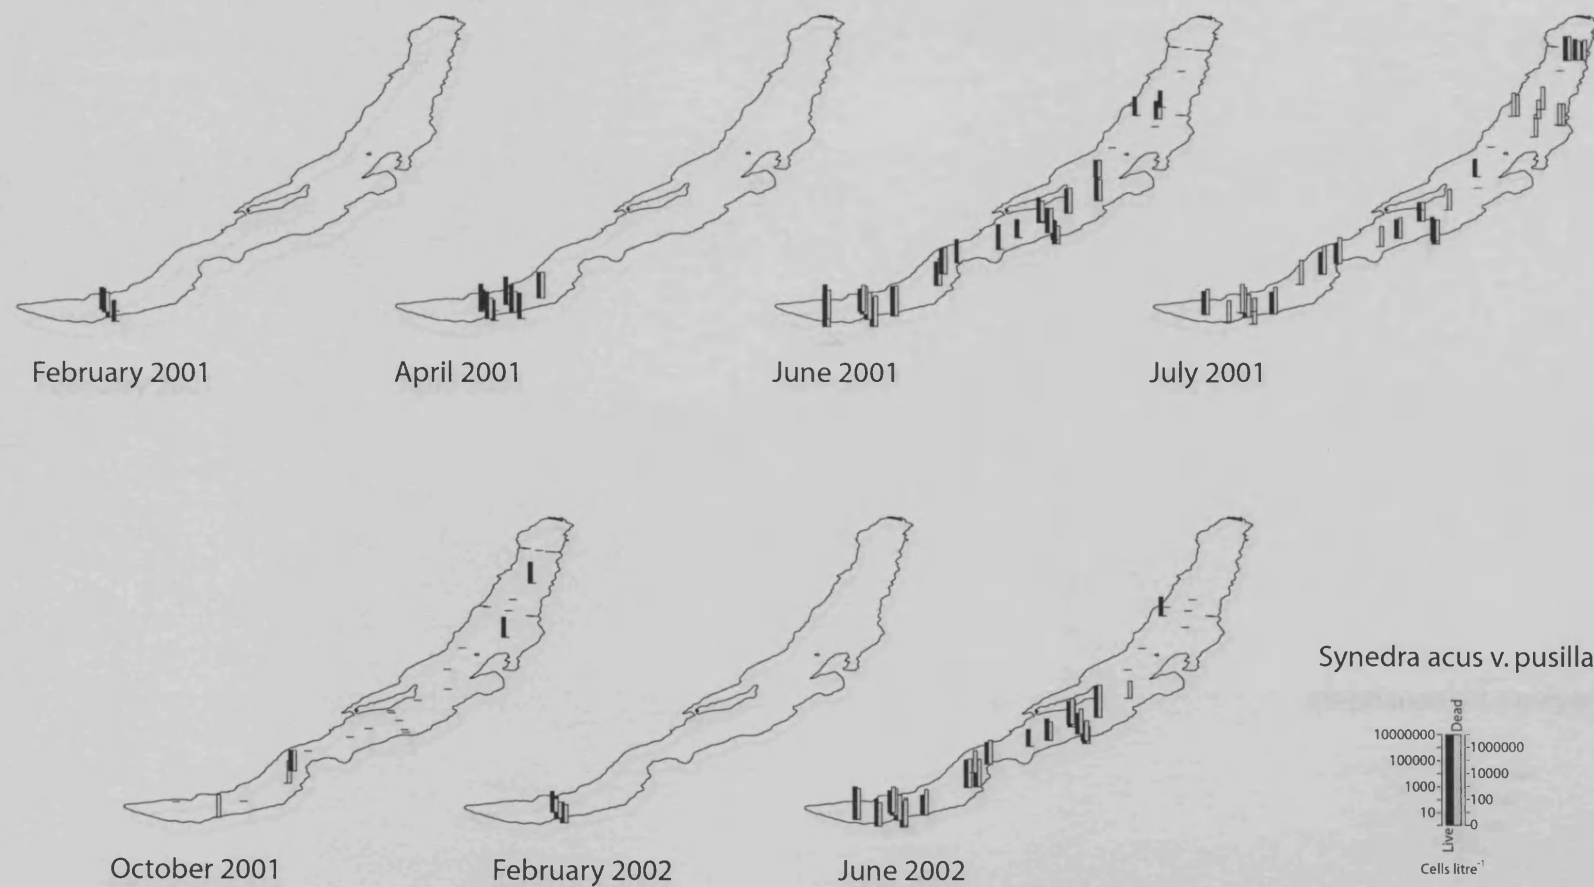 February 2001
April 2001
June 2001
July 2001
October 2001
February 2002
June 2002
Synedra acus v. pusilla
Dead
10000000
1000000
100000
10000
1000
100
10
0
Live
Cells litre⁻¹